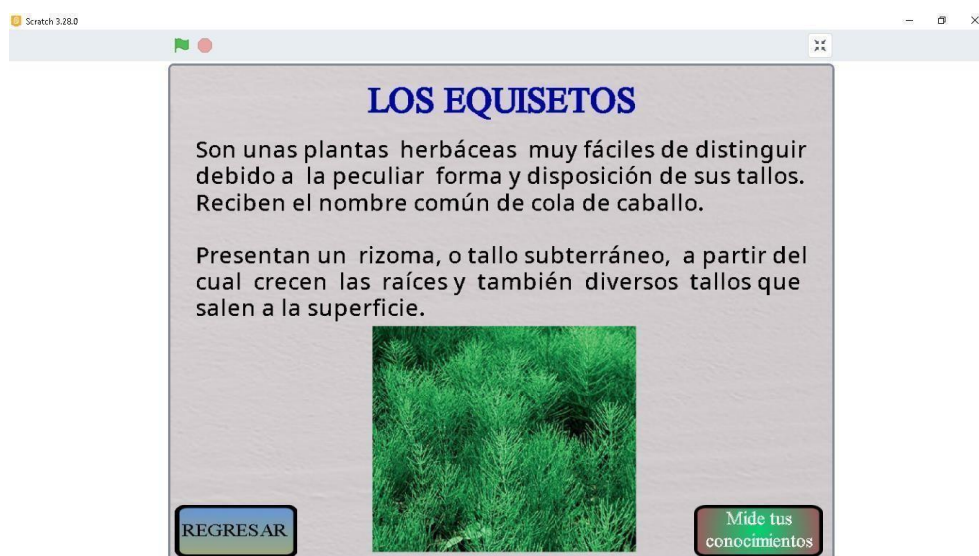 Scratch 3.28.0
LOS EQUISETOS
Son unas plantas herbáceas muy fáciles de distinguir
debido a la peculiar forma y disposición de sus tallos.
Reciben el nombre común de cola de caballo.
Presentan un rizoma, o tallo subterráneo, a partir del
cual crecen las raíces y también diversos tallos que
salen a la superficie.
REGRESAR
Mide tus
conocimientos